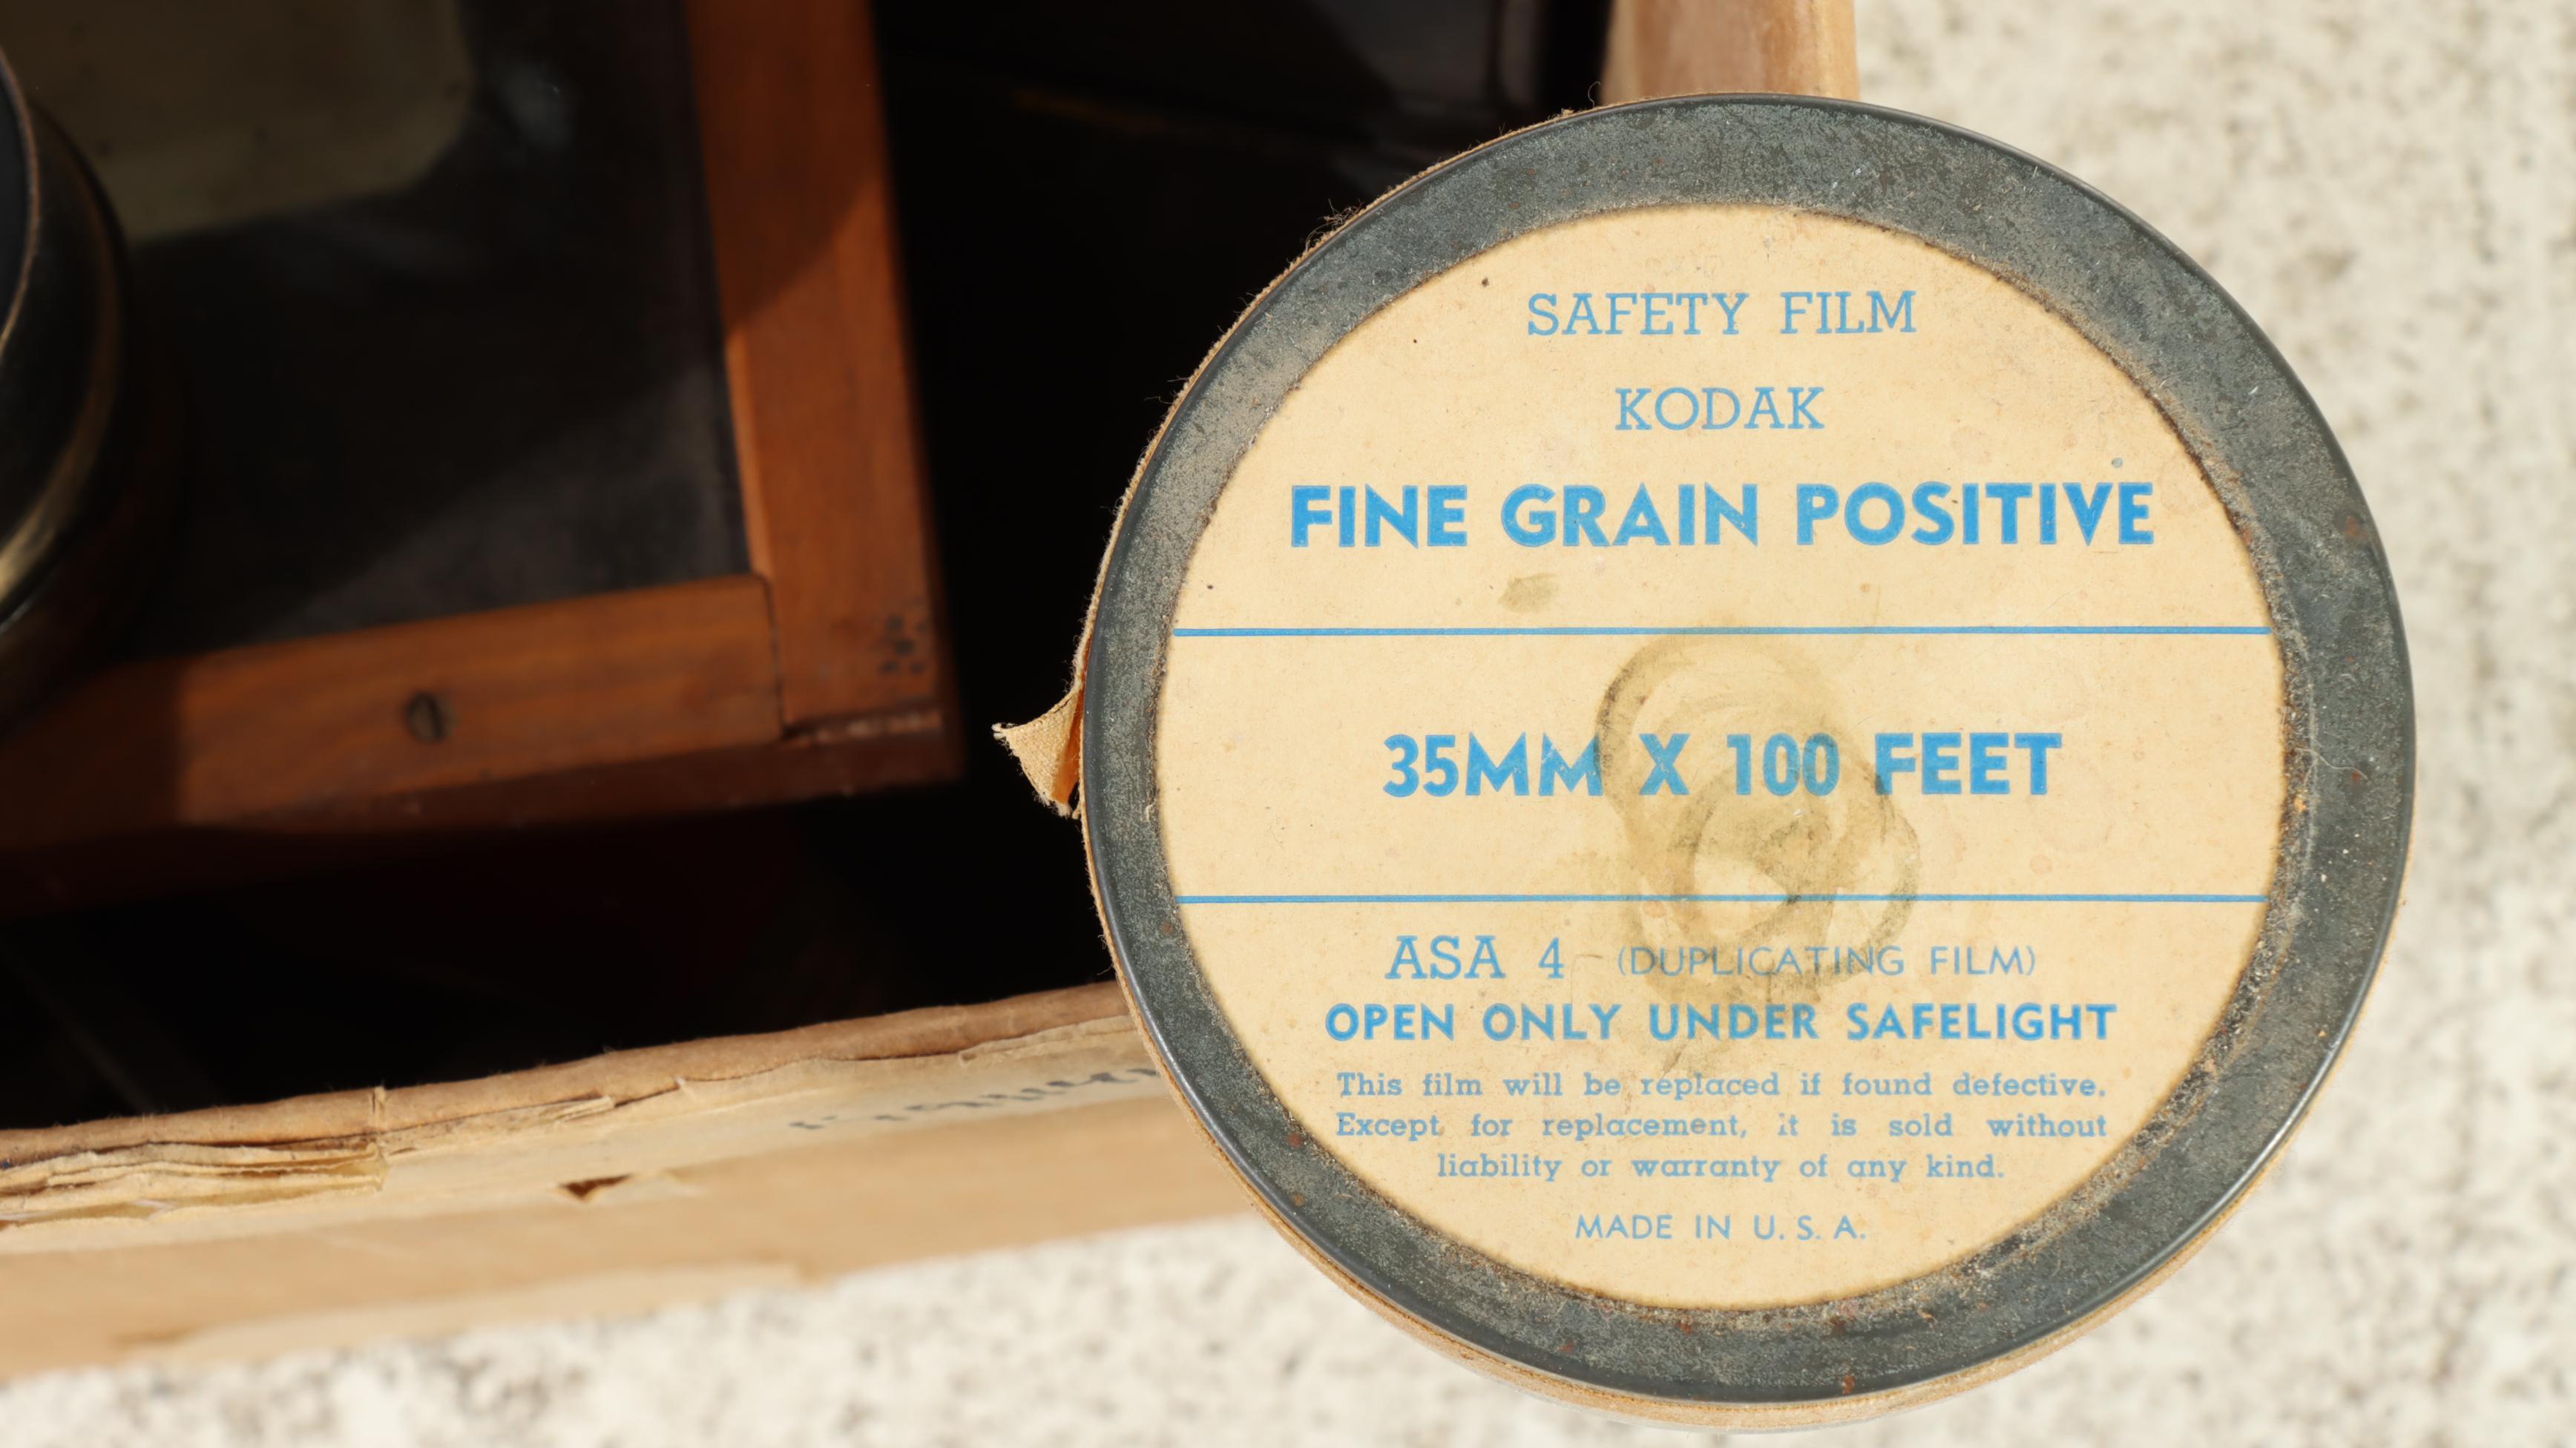 SAFETY FILM
KODAK
FINE GRAIN POSITIVE
35MM X 100 FEET
ASA 4 (DUPLICATING FILM)
OPEN ONLY UNDER SAFELIGHT
This film will be replaced if found defective.
Except for replacement, it is sold without
liability or warranty of any kind.
MADE IN U. S. A.